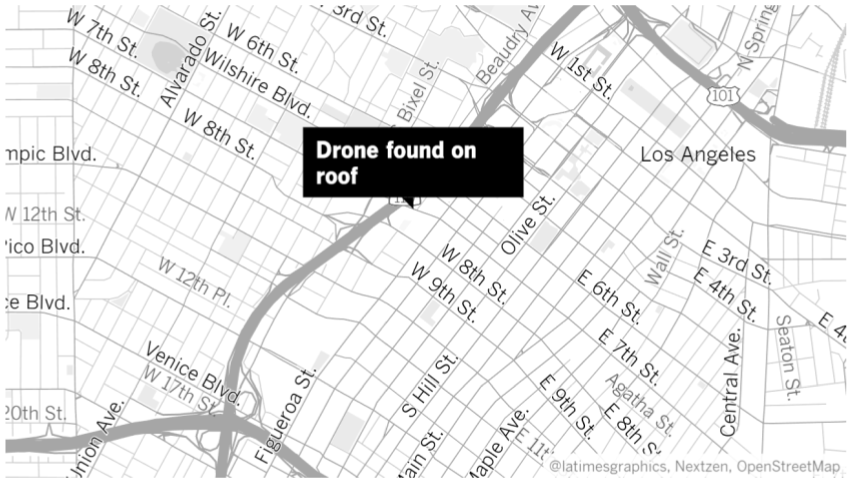 3rd St.
W 7th St.
Alvarado St.
W 6th St.
Beaudry Av
N Spring
W 8th St.
Wilshire Blvd.
Bixel St.
W 1st St.
101
W 8th St.
Drone found on
roof
mpic Blvd.
Los Angeles
W 12th St.
Olive St.
Wall St.
ico Blvd.
E 3rd St.
W 8th St.
W 12th Pl.
W 9th St.
E 6th St.
E 4th St.
ce Blvd.
E 4t
Seaton St.
E 7th St.
Central Ave.
Venice Blvd.
W 17th St.
S Hill St.
Figueroa St.
E 9th St.
Agatha St.
20th St.
E 8th St.
Union Ave.
ain St.
Maple Ave.
E 11t
@latimesgraphics, Nextzen, OpenStreetMap